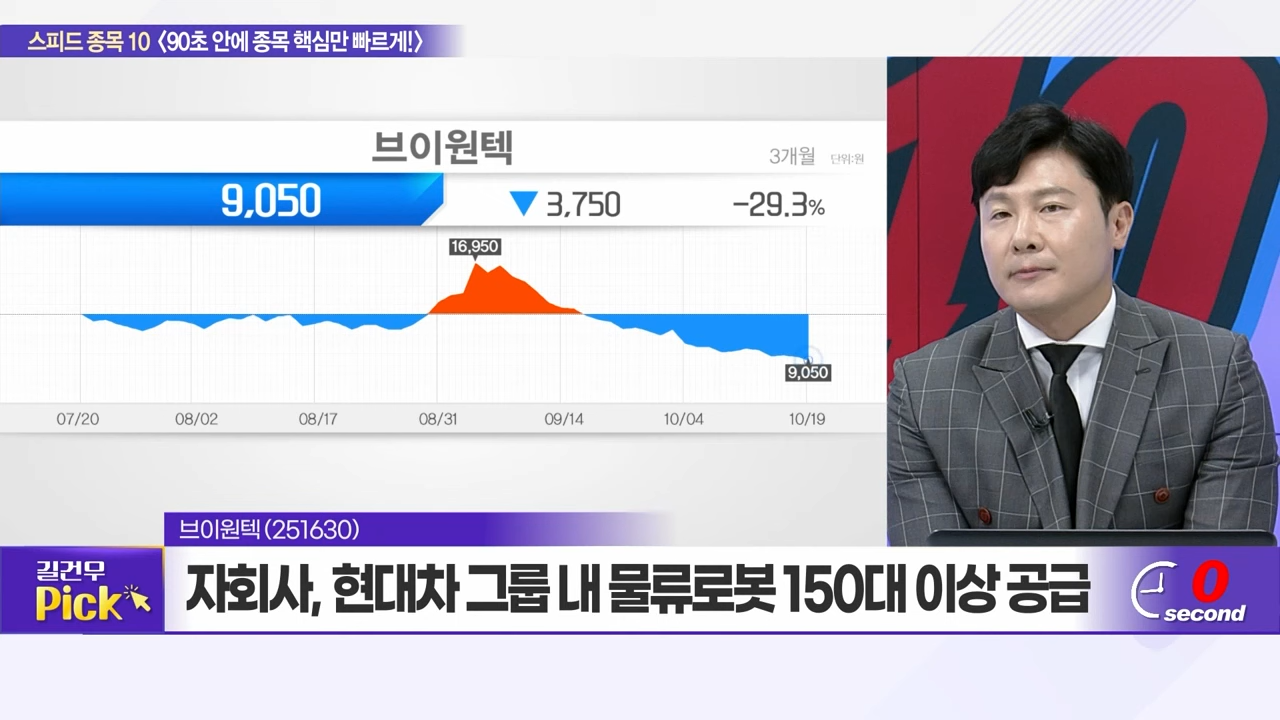 스피드 종목 10 〈90초 안에 종목 핵심만 빠르게!〉
브이원텍
3개월 단위:원
9,050 ▼ 3,750 -29.3%
16,950
9,050
07/20 08/02 08/17 08/31 09/14 10/04 10/19
10
브이원텍(251630)
길건무
Pick
자회사, 현대차 그룹 내 물류로봇 150대 이상 공급
0
second